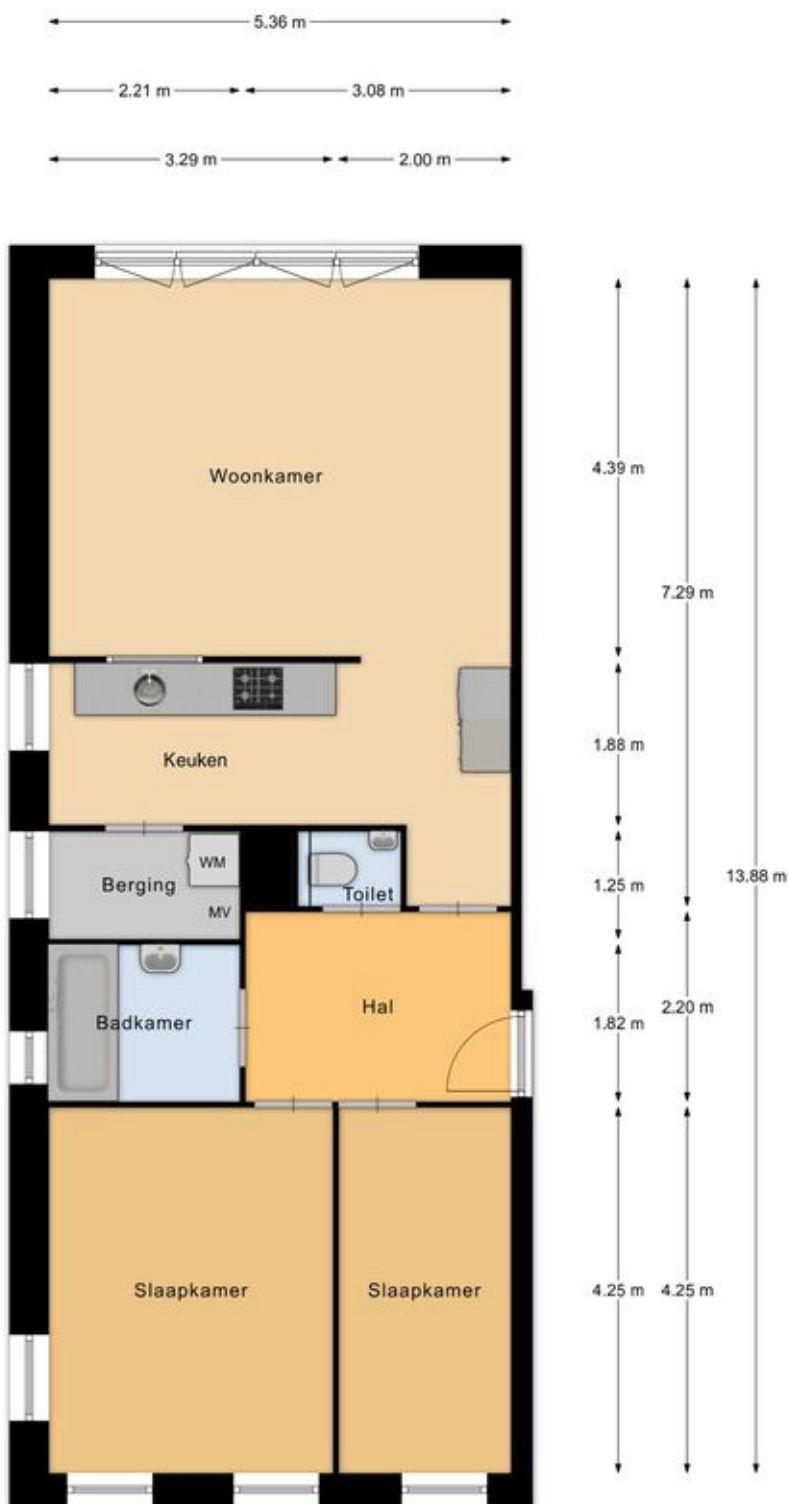 5.36 m
2.21 m 3.08 m
3.29 m 2.00 m
Woonkamer
4.39 m
7.29 m
Keuken
1.88 m
WM
Berging
Toilet
MV
1.25 m
13.88 m
Hal
Badkamer
1.82 m
2.20 m
Slaapkamer
Slaapkamer
4.25 m 4.25 m